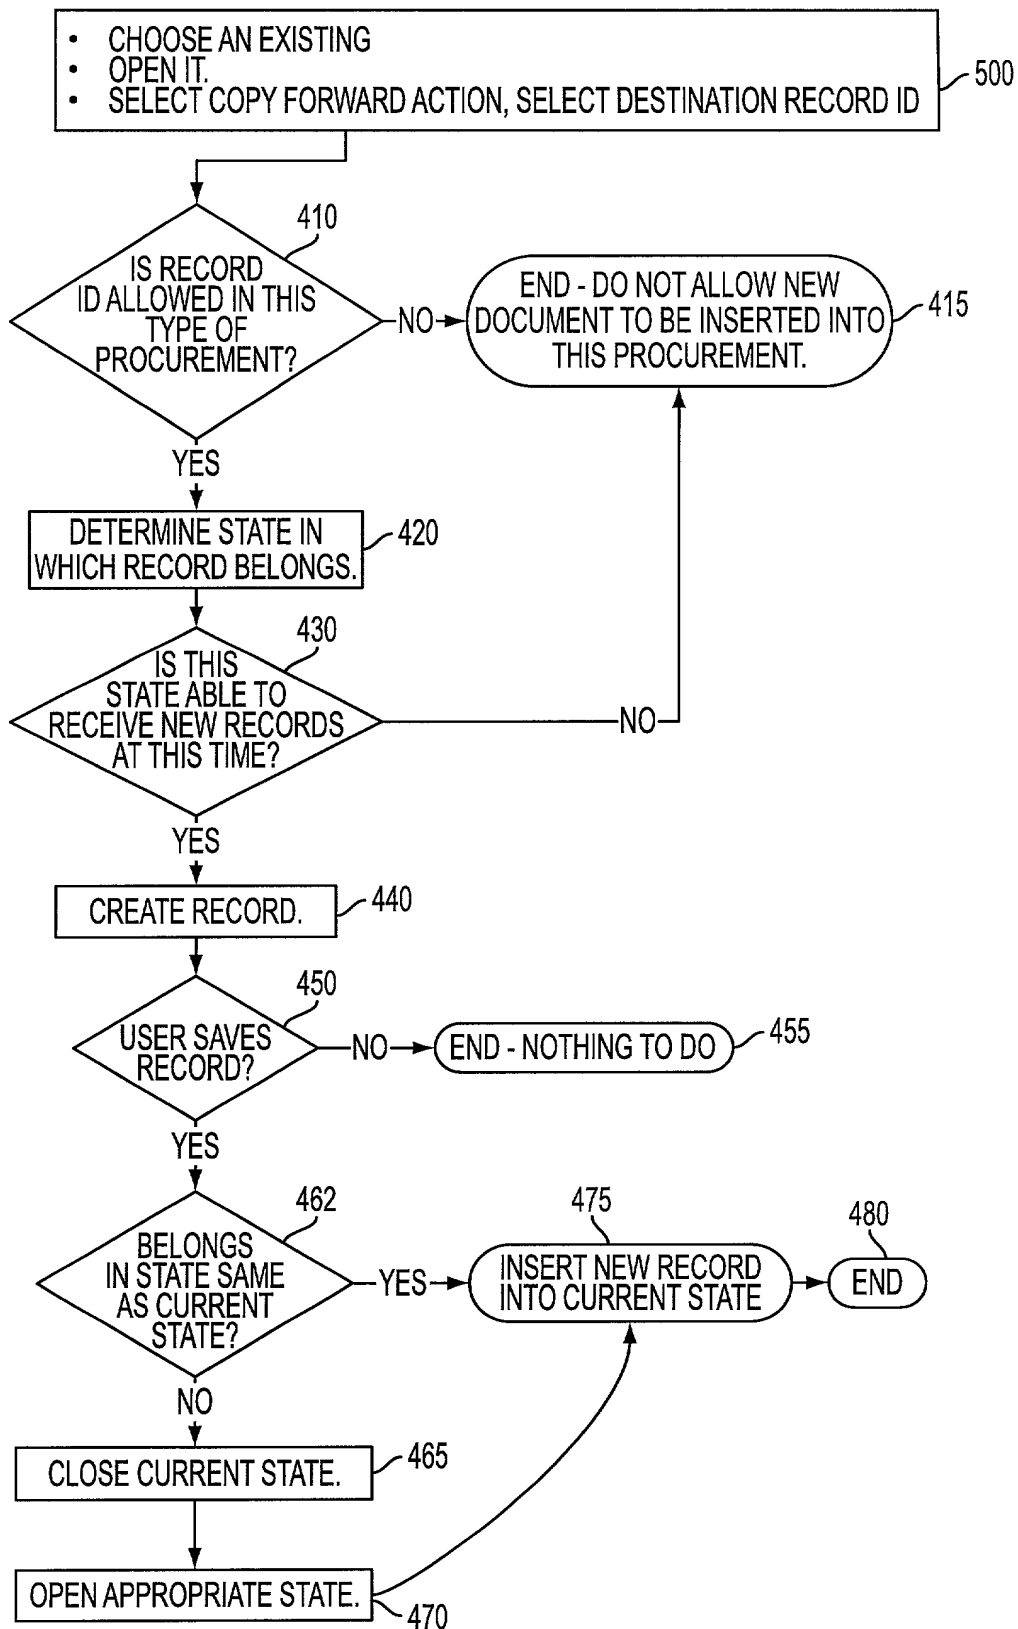 • CHOOSE AN EXISTING
• OPEN IT.
• SELECT COPY FORWARD ACTION, SELECT DESTINATION RECORD ID
500
410
IS RECORD
ID ALLOWED IN THIS
TYPE OF
PROCUREMENT?
NO
END - DO NOT ALLOW NEW
DOCUMENT TO BE INSERTED INTO
THIS PROCUREMENT.
415
YES
DETERMINE STATE IN
WHICH RECORD BELONGS.
420
430
IS THIS
STATE ABLE TO
RECEIVE NEW RECORDS
AT THIS TIME?
NO
YES
CREATE RECORD.
440
450
USER SAVES
RECORD?
NO
END - NOTHING TO DO
455
YES
462
BELONGS
IN STATE SAME
AS CURRENT
STATE?
YES
475
INSERT NEW RECORD
INTO CURRENT STATE
480
END
NO
CLOSE CURRENT STATE.
465
OPEN APPROPRIATE STATE.
470